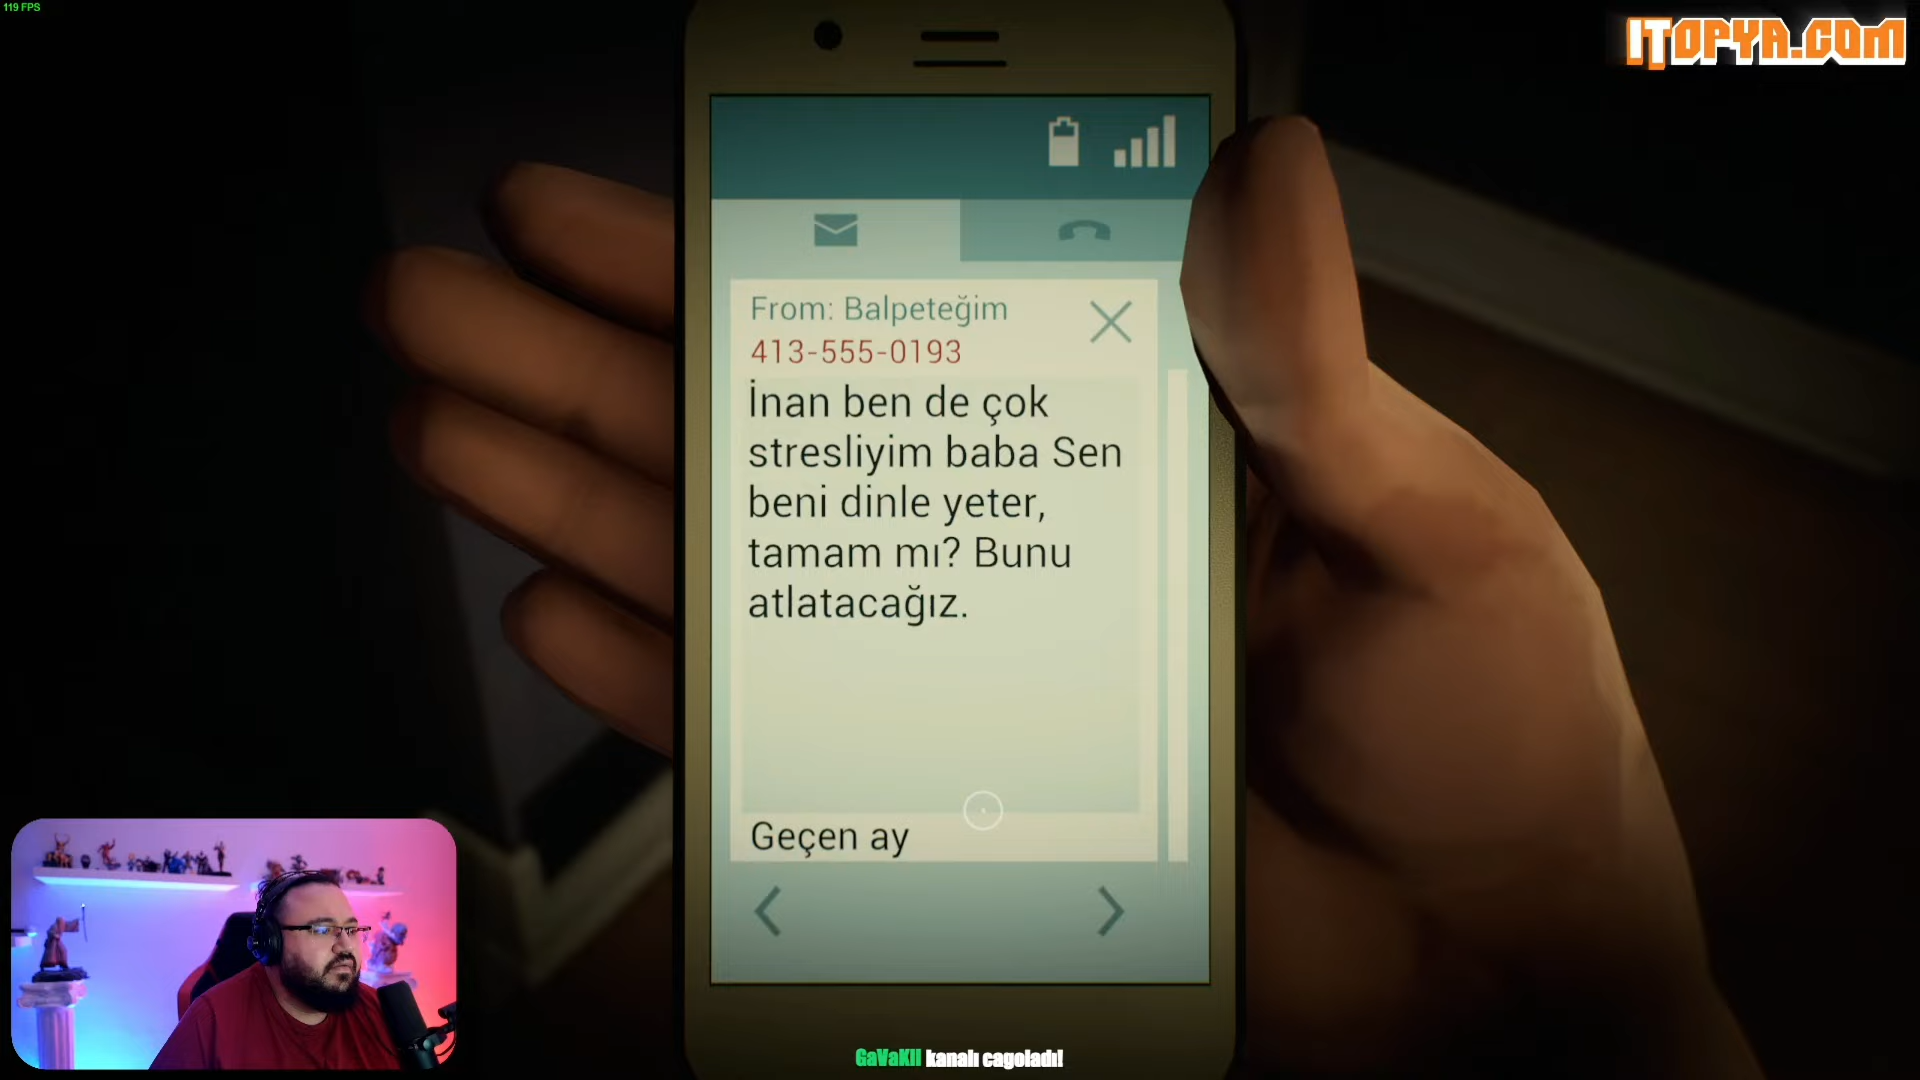 119 FPS
ITOPYA.COM
From: Balpeteğim
413-555-0193
İnan ben de çok
stresliyim baba Sen
beni dinle yeter,
tamam mı? Bunu
atlatacağız.
Geçen ay
GaVaKlI kanalı cagoladı!